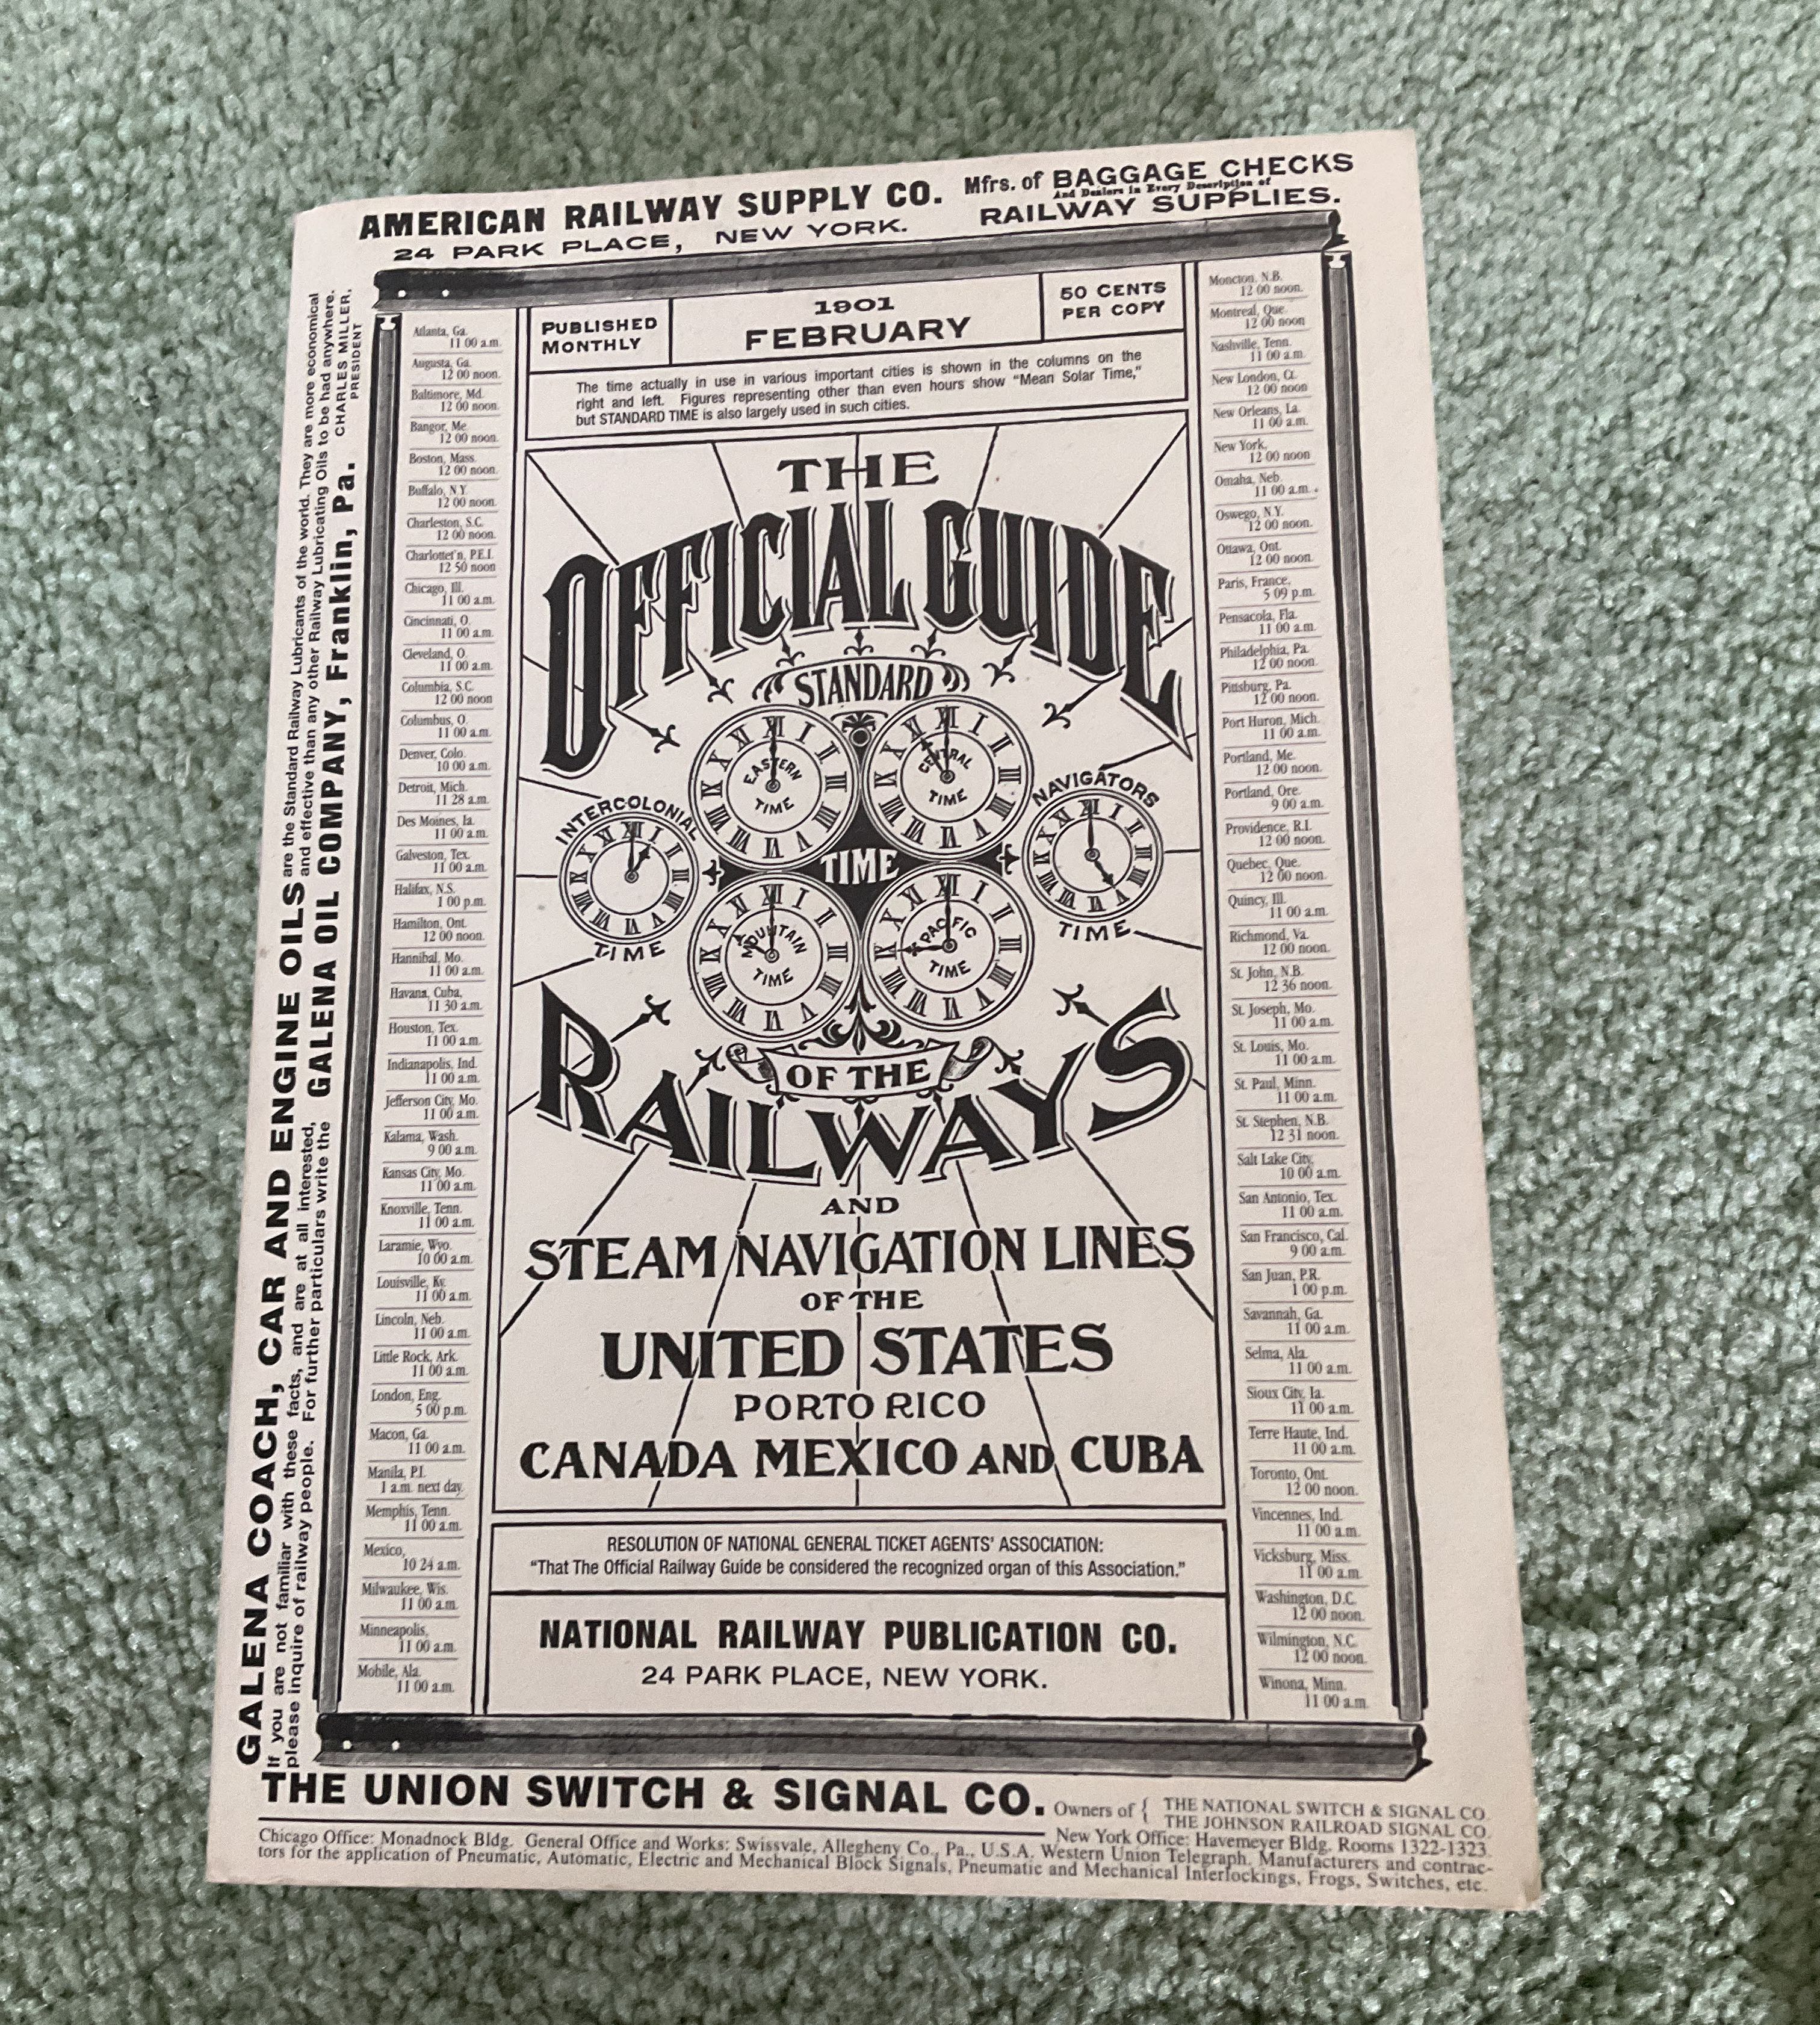 AMERICAN RAILWAY SUPPLY CO. Mfrs. of BAGGAGE CHECKS
And Dealers in Every Description of
24 PARK PLACE, NEW YORK. RAILWAY SUPPLIES.
GALENA COACH, CAR AND ENGINE OILS are the Standard Railway Lubricants of the world. They are more economical
and effective than any other Railway Lubricating Oils to be had anywhere.
If you are not familiar with these facts, and are at all interested,
CHARLES MILLER,
PRESIDENT
please inquire of railway people. For further particulars write the GALENA OIL COMPANY, Franklin, Pa.
PUBLISHED
MONTHLY
1901
FEBRUARY
50 CENTS
PER COPY
The time actually in use in various important cities is shown in the columns on the
right and left. Figures representing other than even hours show “Mean Solar Time,”
but STANDARD TIME is also largely used in such cities.
Atlanta, Ga.
11 00 a.m.
Augusta, Ga.
12 00 noon.
Baltimore, Md.
12 00 noon.
Bangor, Me.
12 00 noon.
Boston, Mass.
12 00 noon.
Buffalo, N.Y.
12 00 noon.
Charleston, S.C.
12 00 noon.
Charlottet'n, P.E.I.
12 50 noon
Chicago, Ill.
11 00 a.m.
Cincinnati, O.
11 00 a.m.
Cleveland, O.
11 00 a.m.
Columbia, S.C.
12 00 noon
Columbus, O.
11 00 a.m.
Denver, Colo.
10 00 a.m.
Detroit, Mich.
11 28 a.m.
Des Moines, Ia.
11 00 a.m.
Galveston, Tex.
11 00 a.m.
Halifax, N.S.
1 00 p.m.
Hamilton, Ont.
12 00 noon.
Hannibal, Mo.
11 00 a.m.
Havana, Cuba,
11 30 a.m.
Houston, Tex.
11 00 a.m.
Indianapolis, Ind.
11 00 a.m.
Jefferson City, Mo.
11 00 a.m.
Kalama, Wash.
9 00 a.m.
Kansas City, Mo.
11 00 a.m.
Knoxville, Tenn.
11 00 a.m.
Laramie, Wyo.
10 00 a.m.
Louisville, Ky.
11 00 a.m.
Lincoln, Neb.
11 00 a.m.
Little Rock, Ark.
11 00 a.m.
London, Eng.
5 00 p.m.
Macon, Ga.
11 00 a.m.
Manila, P.I.
1 a.m. next day.
Memphis, Tenn.
11 00 a.m.
Mexico,
10 24 a.m.
Milwaukee, Wis.
11 00 a.m.
Minneapolis,
11 00 a.m.
Mobile, Ala.
11 00 a.m.
THE
OFFICIAL GUIDE
STANDARD
EASTERN
TIME
CENTRAL
TIME
INTERCOLONIAL
TIME
NAVIGATORS
TIME
TIME
MOUNTAIN
TIME
PACIFIC
TIME
OF THE
RAILWAYS
AND
STEAM NAVIGATION LINES
OF THE
UNITED STATES
PORTO RICO
CANADA MEXICO AND CUBA
RESOLUTION OF NATIONAL GENERAL TICKET AGENTS' ASSOCIATION:
“That The Official Railway Guide be considered the recognized organ of this Association.”
NATIONAL RAILWAY PUBLICATION CO.
24 PARK PLACE, NEW YORK.
Moncton, N.B.
12 00 noon.
Montreal, Que.
12 00 noon
Nashville, Tenn.
11 00 a.m.
New London, Ct.
12 00 noon
New Orleans, La.
11 00 a.m.
New York,
12 00 noon
Omaha, Neb.
11 00 a.m.
Oswego, N.Y.
12 00 noon.
Ottawa, Ont.
12 00 noon.
Paris, France,
5 09 p.m.
Pensacola, Fla.
11 00 a.m.
Philadelphia, Pa.
12 00 noon.
Pittsburg, Pa.
12 00 noon.
Port Huron, Mich.
11 00 a.m.
Portland, Me.
12 00 noon.
Portland, Ore.
9 00 a.m.
Providence, R.I.
12 00 noon.
Quebec, Que.
12 00 noon.
Quincy, Ill.
11 00 a.m.
Richmond, Va.
12 00 noon.
St. John, N.B.
12 36 noon.
St. Joseph, Mo.
11 00 a.m.
St. Louis, Mo.
11 00 a.m.
St. Paul, Minn.
11 00 a.m.
St. Stephen, N.B.
12 31 noon.
Salt Lake City,
10 00 a.m.
San Antonio, Tex.
11 00 a.m.
San Francisco, Cal.
9 00 a.m.
San Juan, P.R.
1 00 p.m.
Savannah, Ga.
11 00 a.m.
Selma, Ala.
11 00 a.m.
Sioux City, Ia.
11 00 a.m.
Terre Haute, Ind.
11 00 a.m.
Toronto, Ont.
12 00 noon.
Vincennes, Ind.
11 00 a.m.
Vicksburg, Miss.
11 00 a.m.
Washington, D.C.
12 00 noon.
Wilmington, N.C.
12 00 noon.
Winona, Minn.
11 00 a.m.
THE UNION SWITCH & SIGNAL CO. Owners of { THE NATIONAL SWITCH & SIGNAL CO.
THE JOHNSON RAILROAD SIGNAL CO.
Chicago Office: Monadnock Bldg. General Office and Works: Swissvale, Allegheny Co., Pa., U.S.A. New York Office: Havemeyer Bldg. Rooms 1322-1323.
Western Union Telegraph. Manufacturers and contrac-
tors for the application of Pneumatic, Automatic, Electric and Mechanical Block Signals, Pneumatic and Mechanical Interlockings, Frogs, Switches, etc.